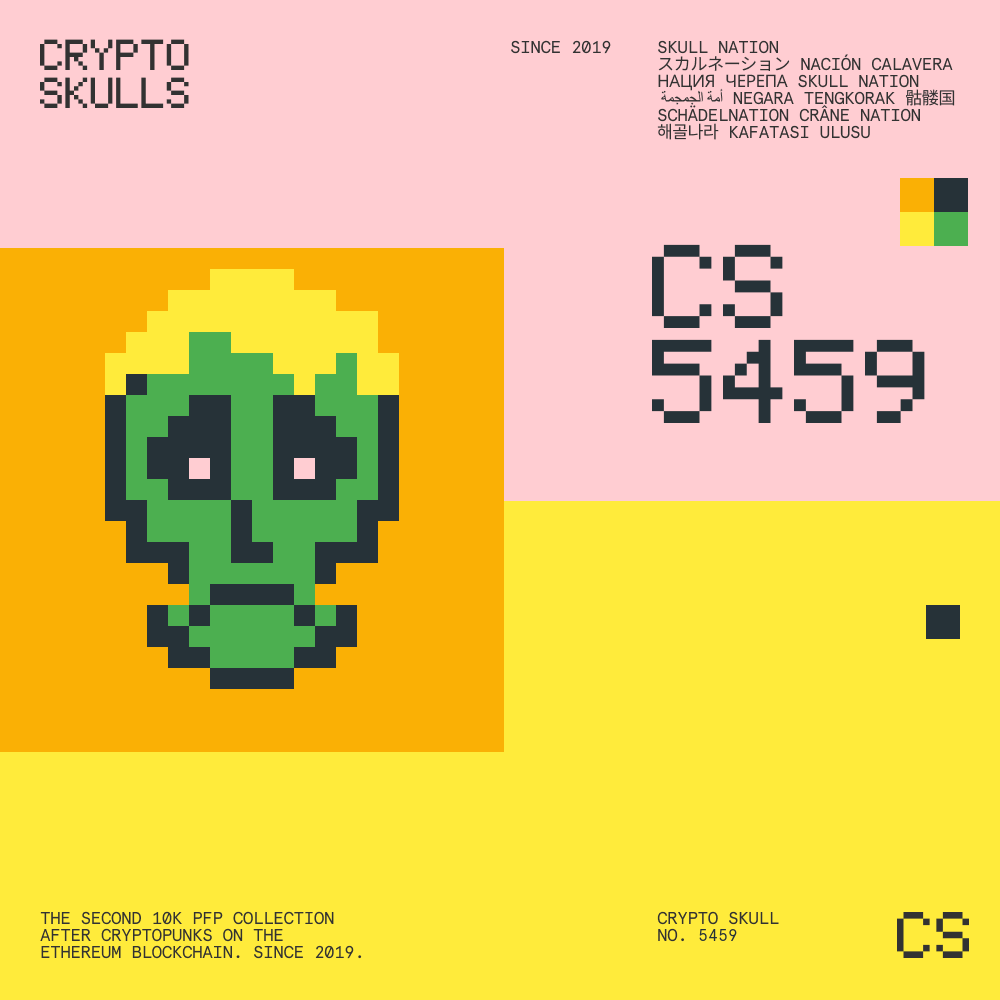 CRYPTO
SKULLS
SINCE 2019
SKULL NATION
スカルネーション NACIÓN CALAVERA
НАЦИЯ ЧЕРЕПА SKULL NATION
أمة الجمجمة NEGARA TENGKORAK 骷髅国
SCHÄDELNATION CRÂNE NATION
해골나라 KAFATASI ULUSU
CS
5459
THE SECOND 10K PFP COLLECTION
AFTER CRYPTOPUNKS ON THE
ETHEREUM BLOCKCHAIN. SINCE 2019.
CRYPTO SKULL
NO. 5459
CS